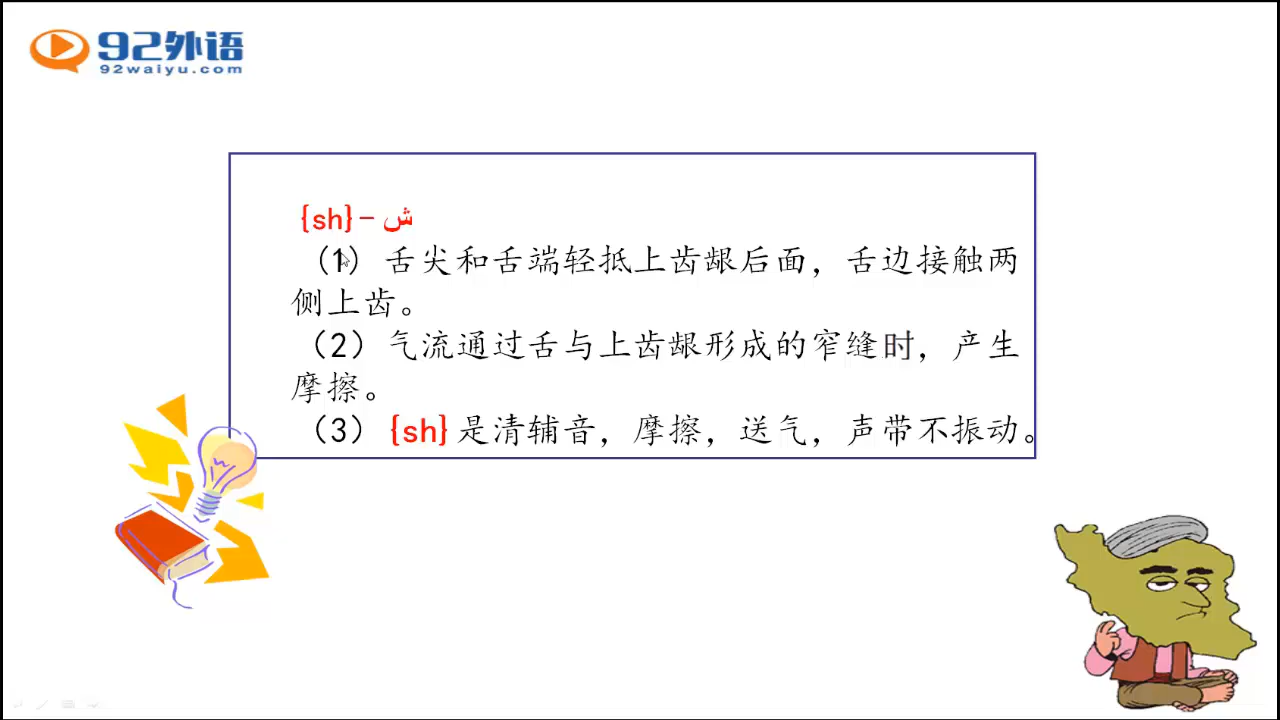 92外语
92waiyu.com
{sh}-ش
（1） 舌尖和舌端轻抵上齿龈后面，舌边接触两
侧上齿。
（2）气流通过舌与上齿龈形成的窄缝时，产生
摩擦。
（3）{sh}是清辅音，摩擦，送气，声带不振动。